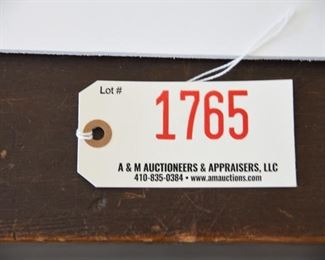 Lot #
1765
A & M AUCTIONEERS & APPRAISERS, LLC
410-835-0384 • www.amauctions.com